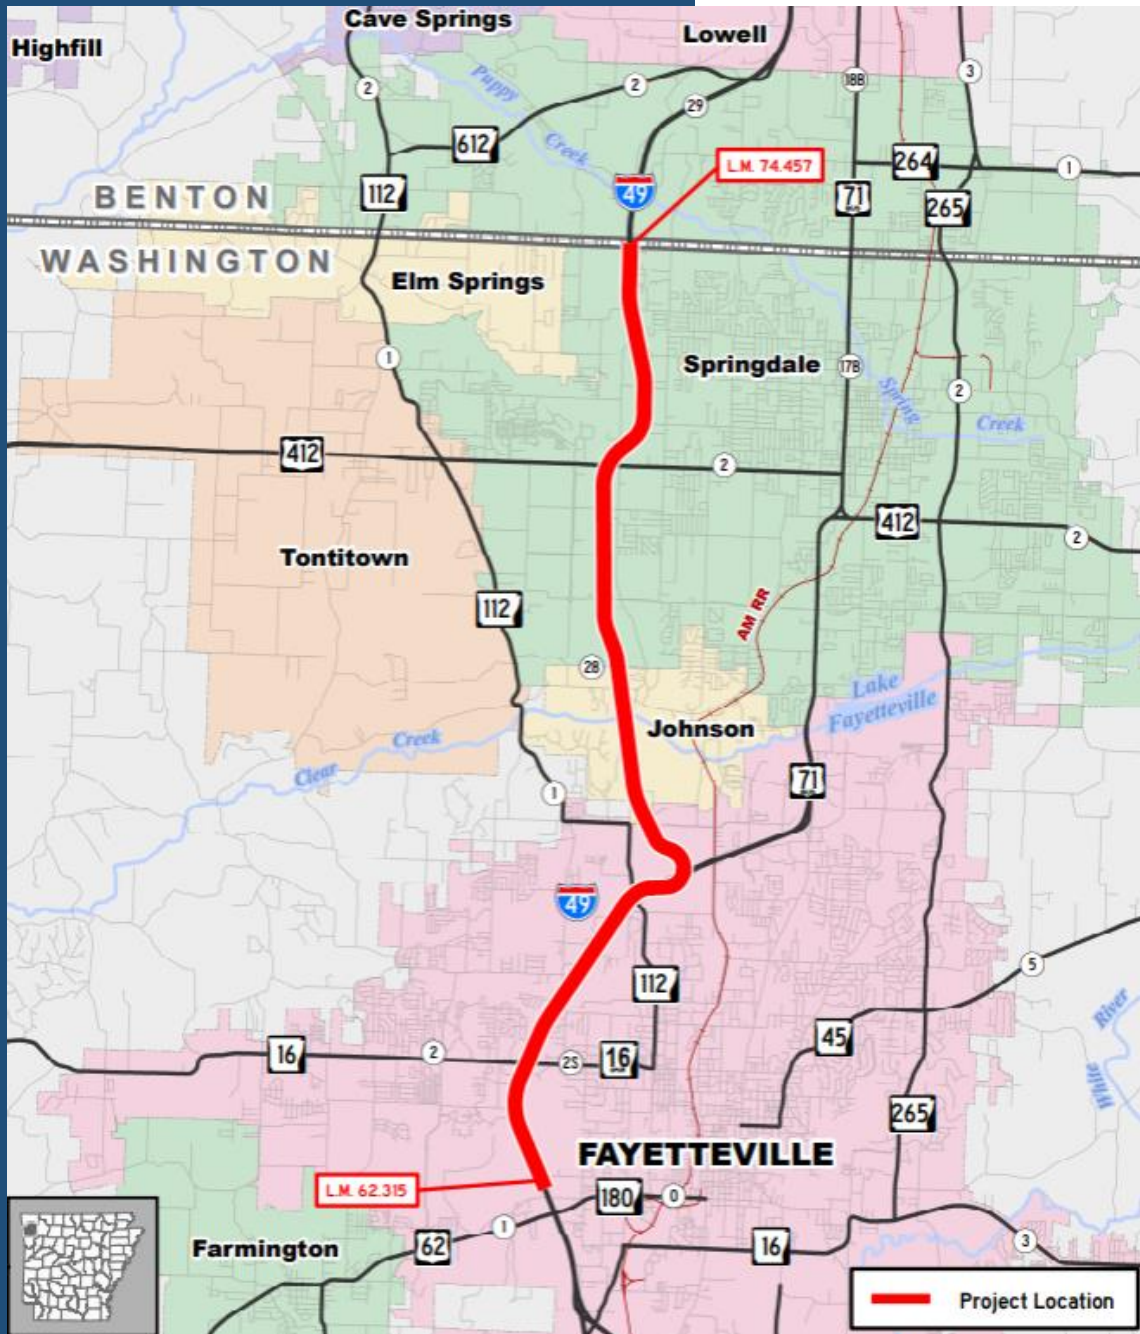 Cave Springs
Lowell
Highfill
2
Puppy
2
18B
3
29
Creek
612
264
1
L.M. 74.457
49
112
71
265
BENTON
WASHINGTON
Elm Springs
1
Springdale
17B
2
Spring
Creek
412
2
412
2
Tontitown
112
AM RR
28
Lake
Fayetteville
Johnson
Creek
Clear
1
71
49
5
112
River
White
45
16
2
2S
16
265
FAYETTEVILLE
L.M. 62.315
180
0
1
62
Farmington
16
3
Project Location